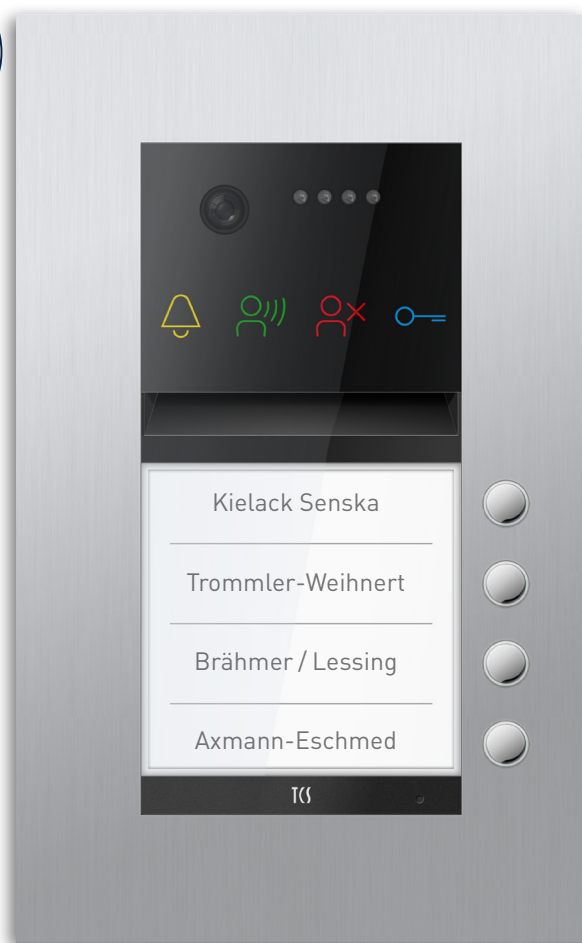 Kielack Senska
Trommler-Weihnert
Brähmer / Lessing
Axmann-Eschmed
TCS